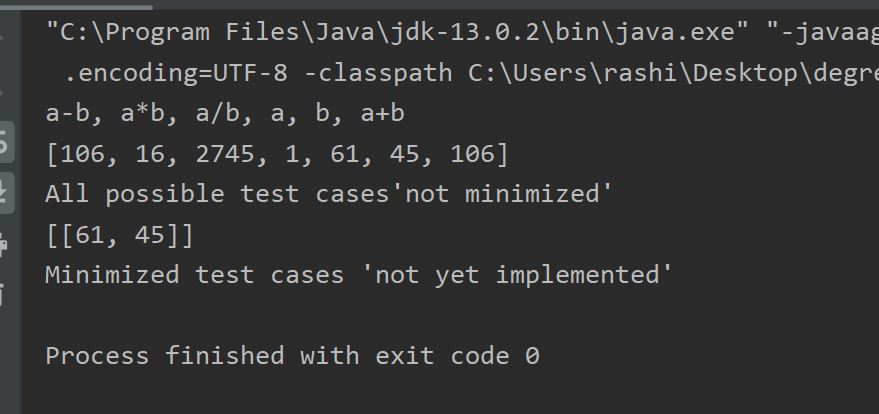 "C:\Program Files\Java\jdk-13.0.2\bin\java.exe" "-javaag
.encoding=UTF-8 -classpath C:\Users\rashi\Desktop\degre
a-b, a*b, a/b, a, b, a+b
[106, 16, 2745, 1, 61, 45, 106]
All possible test cases'not minimized'
[[61, 45]]
Minimized test cases 'not yet implemented'
Process finished with exit code 0